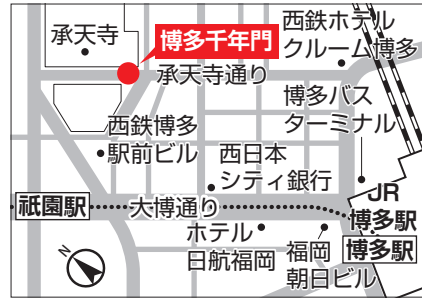 承天寺
博多千年門
西鉄ホテル
クルーム博多
承天寺通り
博多バス
ターミナル
西鉄博多
駅前ビル
西日本
シティ銀行
JR
博多駅
祇園駅
大博通り
博多駅
ホテル
日航福岡
福岡
朝日ビル
N